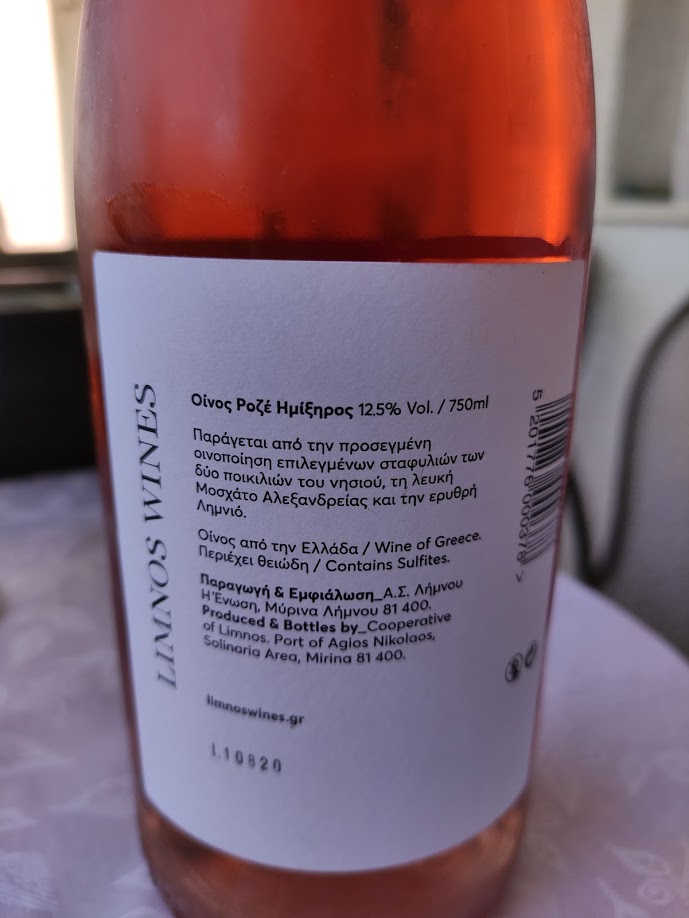 LIMNOS WINES
Οίνος Ροζέ Ημίξηρος 12.5% Vol. / 750ml
Παράγεται από την προσεγμένη
οινοποίηση επιλεγμένων σταφυλιών των
δύο ποικιλιών του νησιού, τη λευκή
Μοσχάτο Αλεξανδρείας και την ερυθρή
Λημνιό.
Οίνος από την Ελλάδα / Wine of Greece.
Περιέχει θειώδη / Contains Sulfites.
Παραγωγή & Εμφιάλωση_Α.Σ. Λήμνου
Η Ένωση, Μύρινα Λήμνου 81 400.
Produced & Bottles by_Cooperative
of Limnos. Port of Agios Nikolaos,
Solinaria Area, Mirina 81 400.
limnoswines.gr
L10820
5 201776 000378 >